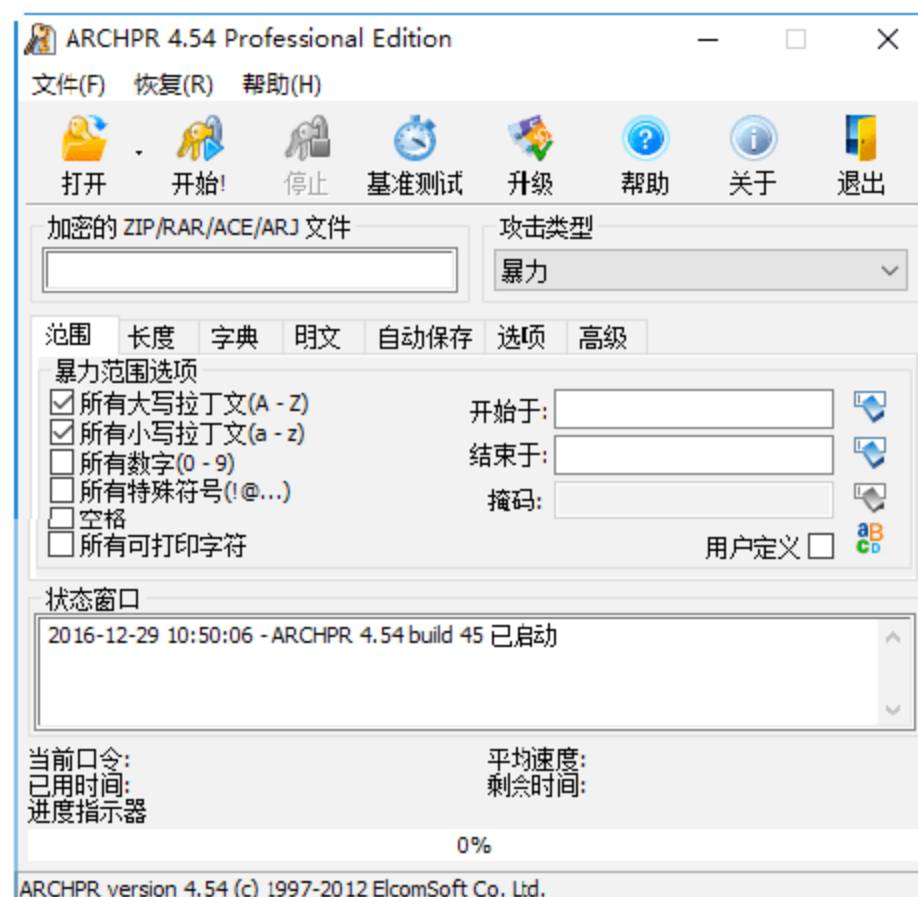 ARCHPR 4.54 Professional Edition
文件(F) 恢复(R) 帮助(H)
打开 开始! 停止 基准测试 升级 帮助 关于 退出
加密的 ZIP/RAR/ACE/ARJ 文件 攻击类型
暴力
范围 长度 字典 明文 自动保存 选项 高级
暴力范围选项
所有大写拉丁文(A - Z)
开始于:
所有小写拉丁文(a - z)
所有数字(0 - 9)
结束于:
所有特殊符号(!@...)
掩码:
空格
所有可打印字符
用户定义
状态窗口
2016-12-29 10:50:06 - ARCHPR 4.54 build 45 已启动
当前口令: 平均速度:
已用时间: 剩余时间:
进度指示器
0%
ARCHPR version 4.54 (c) 1997-2012 ElcomSoft Co. Ltd.